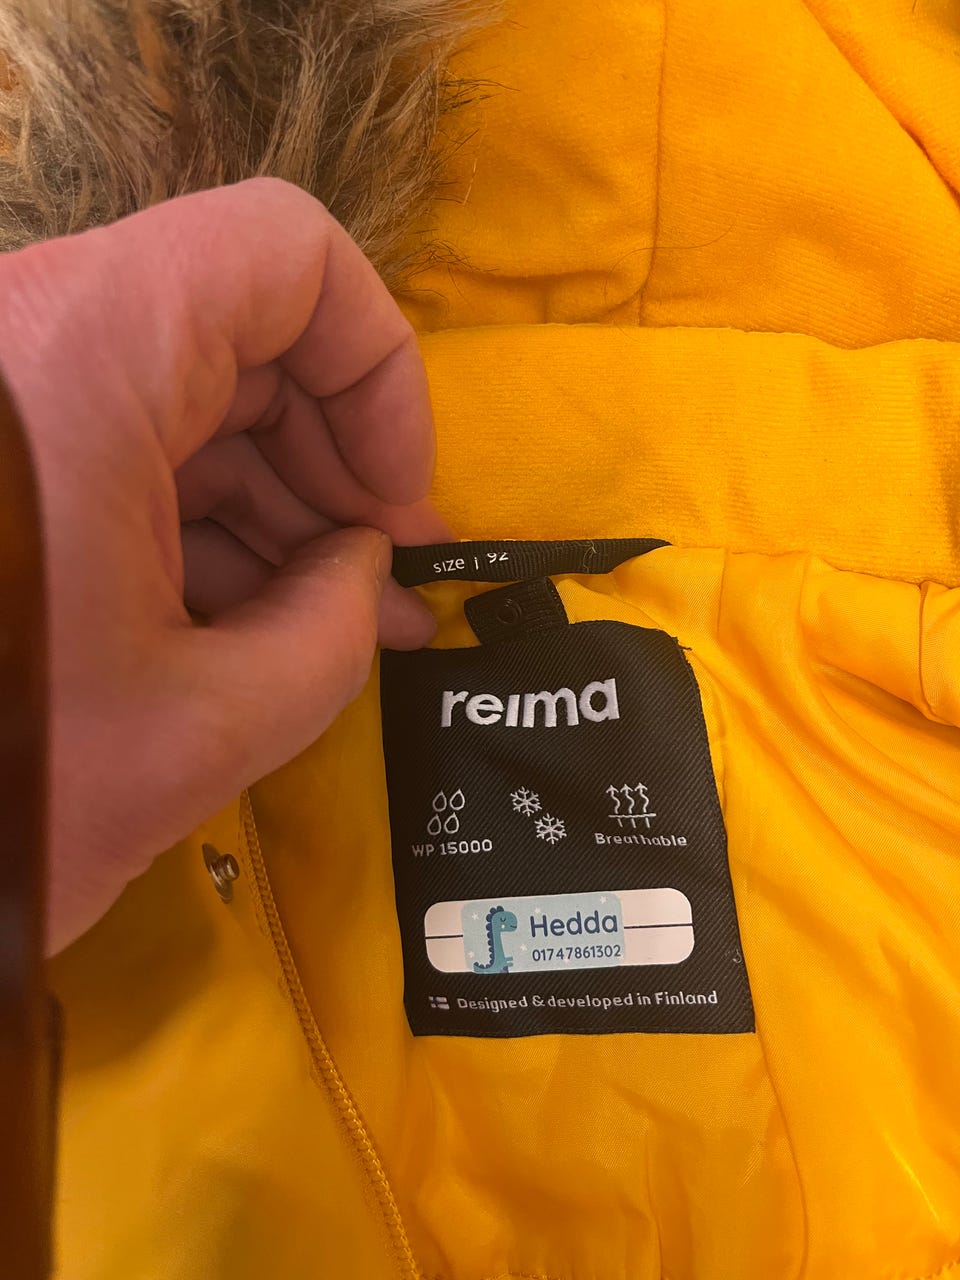 SIZE | 92
reima
WP 15000
Breathable
Hedda
01747861302
Designed & developed in Finland